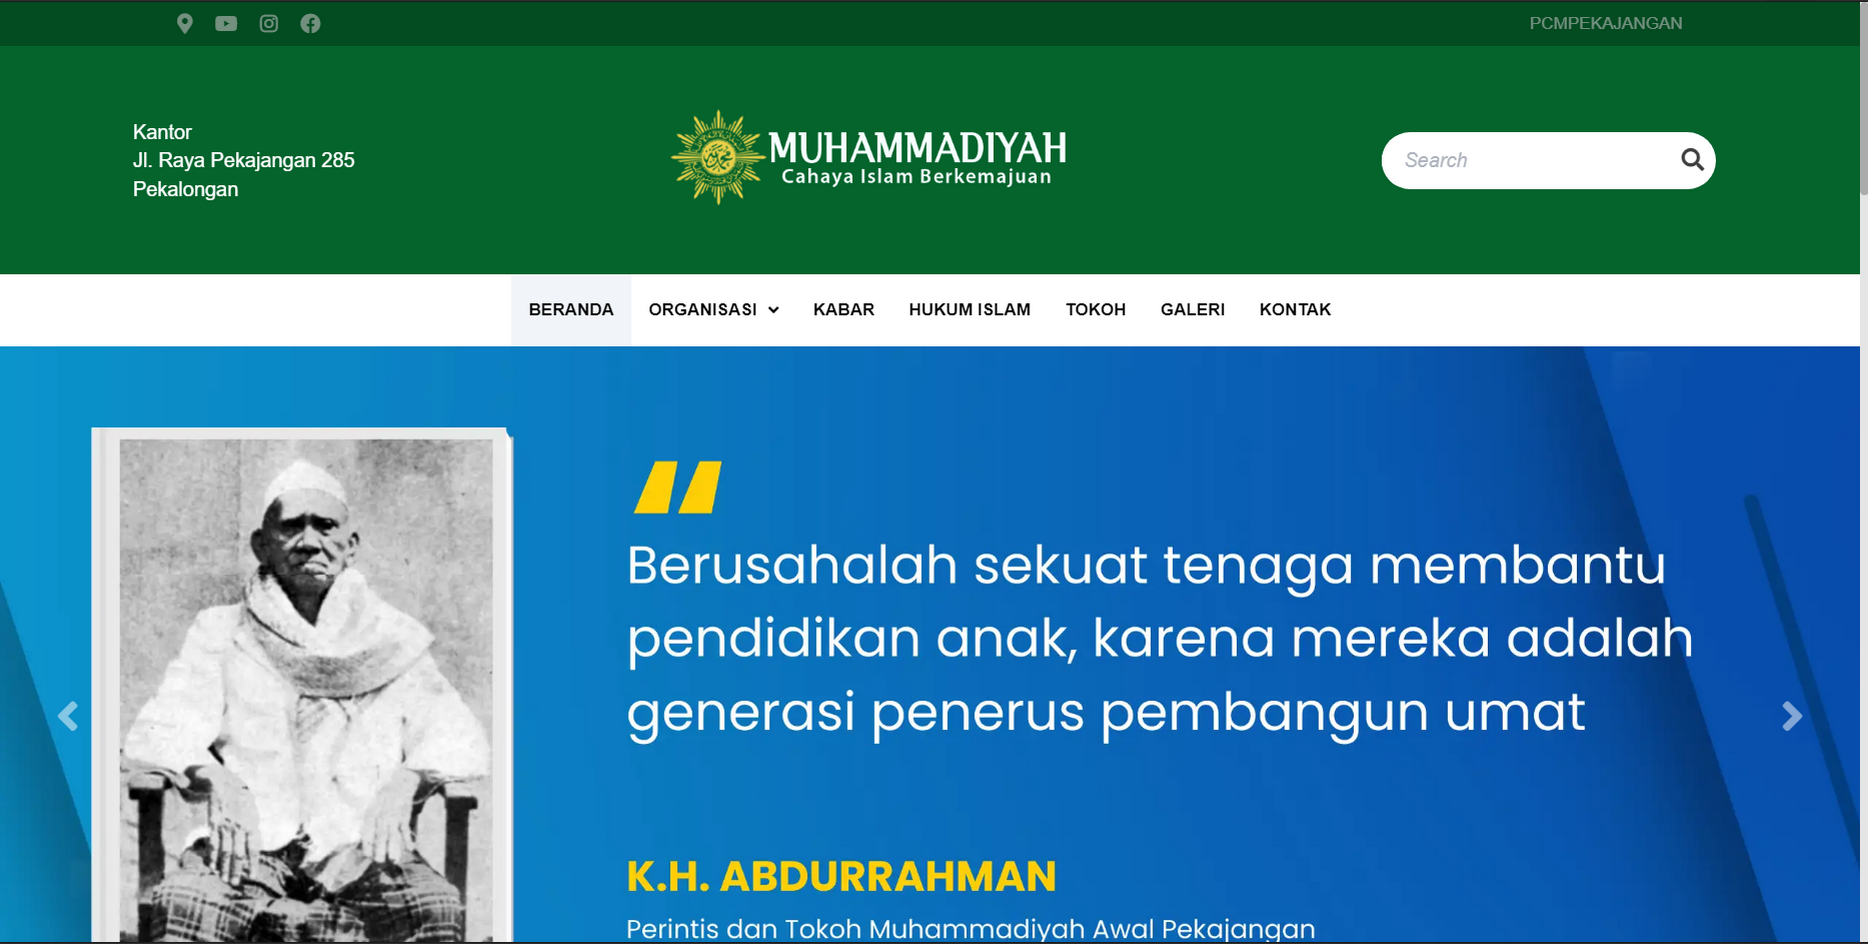 PCMPEKAJANGAN
Kantor
Jl. Raya Pekajangan 285
Pekalongan
MUHAMMADIYAH
Cahaya Islam Berkemajuan
Search
BERANDA ORGANISASI KABAR HUKUM ISLAM TOKOH GALERI KONTAK
Berusahalah sekuat tenaga membantu
pendidikan anak, karena mereka adalah
generasi penerus pembangun umat
K.H. ABDURRAHMAN
Perintis dan Tokoh Muhammadiyah Awal Pekajangan